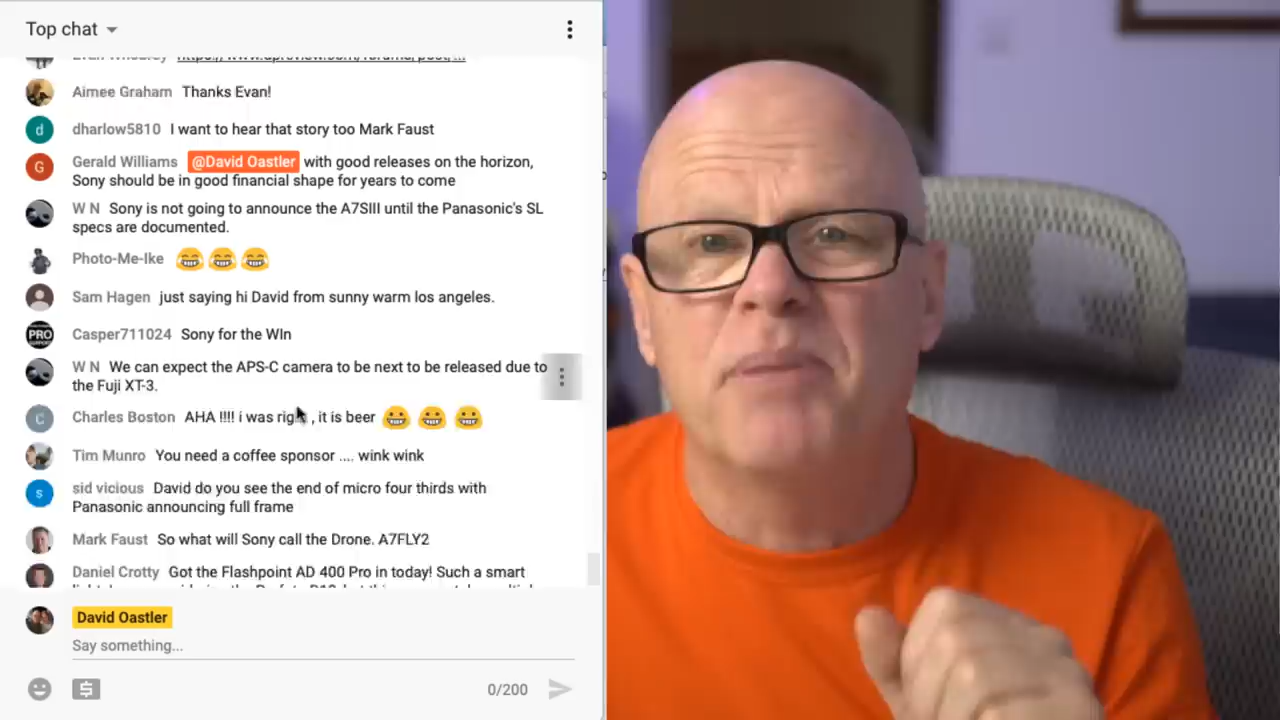 Top chat
Aimee Graham Thanks Evan!
dharlow5810 I want to hear that story too Mark Faust
Gerald Williams @David Oastler with good releases on the horizon,
Sony should be in good financial shape for years to come
W N Sony is not going to announce the A7SIII until the Panasonic's SL
specs are documented.
Photo-Me-Ike 😂😂😂
Sam Hagen just saying hi David from sunny warm los angeles.
Casper711024 Sony for the WIn
PRO
W N We can expect the APS-C camera to be next to be released due to
the Fuji XT-3.
Charles Boston AHA !!!! i was , it is beer 😀 😀 😀
Tim Munro You need a coffee sponsor .... wink wink
sid vicious David do you see the end of micro four thirds with
Panasonic announcing full frame
Mark Faust So what will Sony call the Drone. A7FLY2
Daniel Crotty Got the Flashpoint AD 400 Pro in today! Such a smart
David Oastler
Say something...
0/200